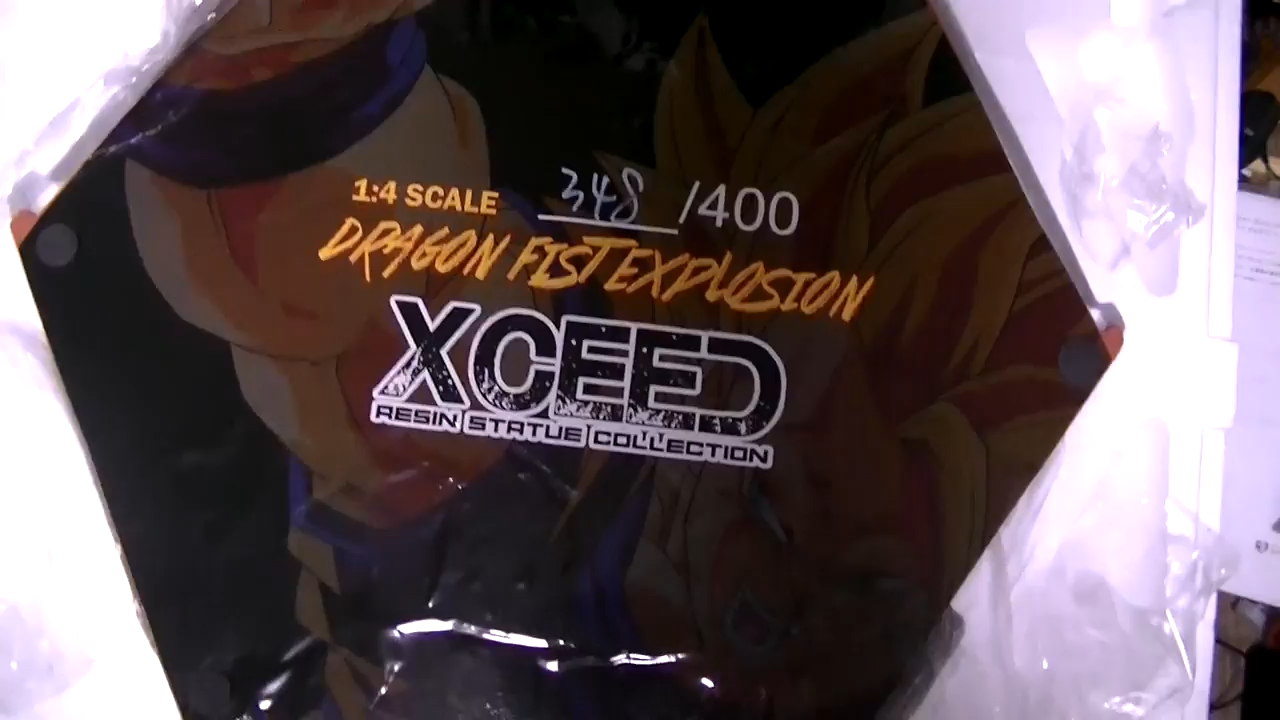 1:4 SCALE 348 /400
DRAGON FIST EXPLOSION
XCEED
RESIN STATUE COLLECTION